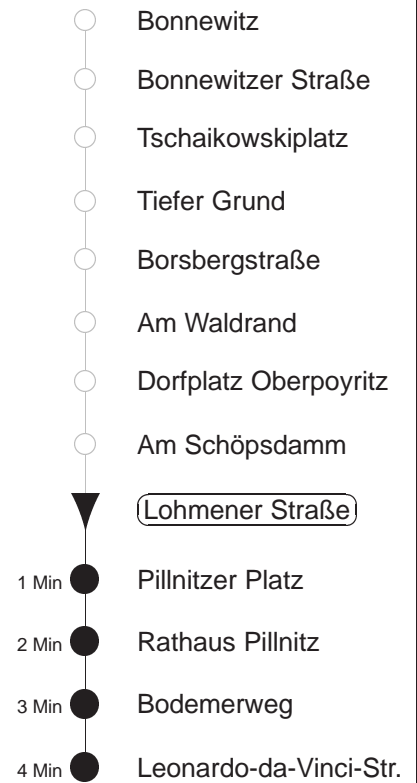 Bonnewitz
Bonnewitzer Straße
Tschaikowskiplatz
Tiefer Grund
Borsbergstraße
Am Waldrand
Dorfplatz Oberpoyritz
Am Schöpsdamm
Lohmener Straße
1 Min Pillnitzer Platz
2 Min Rathaus Pillnitz
3 Min Bodemerweg
4 Min Leonardo-da-Vinci-Str.